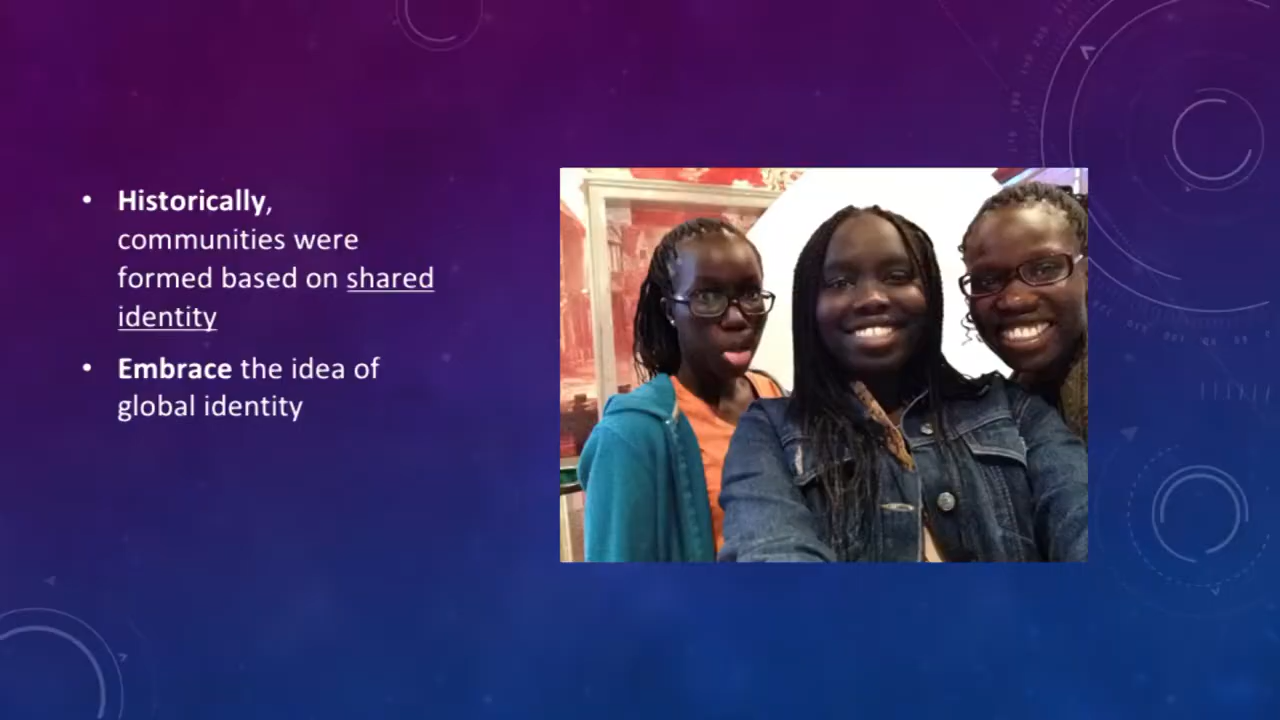 • Historically,
communities were
formed based on shared
identity
• Embrace the idea of
global identity